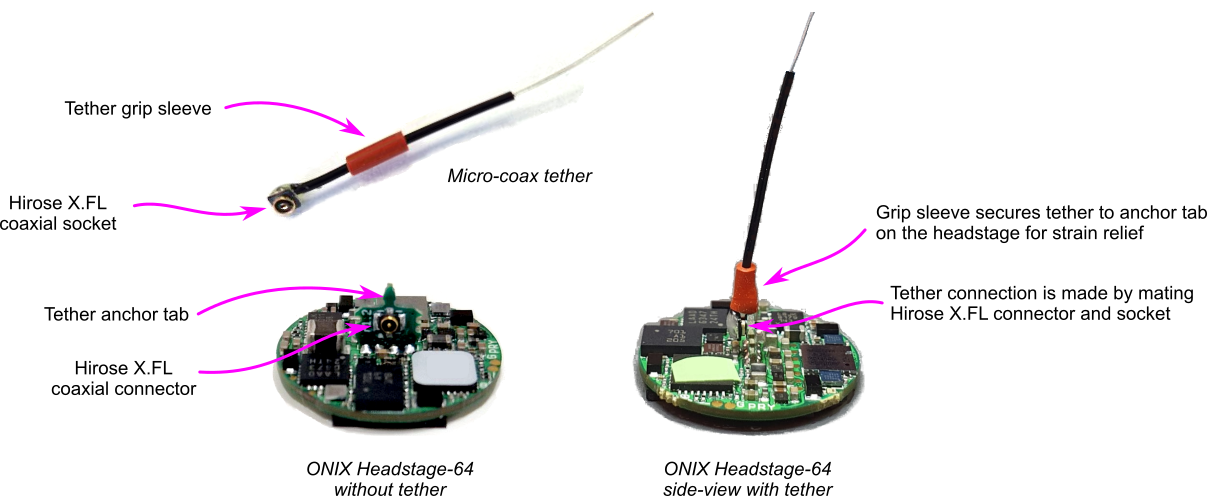 Tether grip sleeve
Micro-coax tether
Hirose X.FL
coaxial socket
Grip sleeve secures tether to anchor tab
on the headstage for strain relief
Tether anchor tab
Tether connection is made by mating
Hirose X.FL connector and socket
Hirose X.FL
coaxial connector
PRY
ONIX Headstage-64
without tether
ONIX Headstage-64
side-view with tether